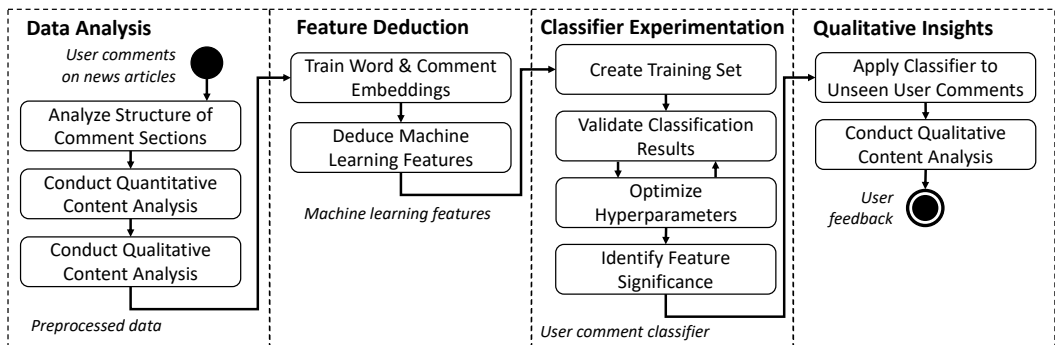 Data Analysis
User comments
on news articles
Analyze Structure of
Comment Sections
Conduct Quantitative
Content Analysis
Conduct Qualitative
Content Analysis
Preprocessed data
Feature Deduction
Train Word & Comment
Embeddings
Deduce Machine
Learning Features
Machine learning features
Classifier Experimentation
Create Training Set
Validate Classification
Results
Optimize
Hyperparameters
Identify Feature
Significance
User comment classifier
Qualitative Insights
Apply Classifier to
Unseen User Comments
Conduct Qualitative
Content Analysis
User
feedback